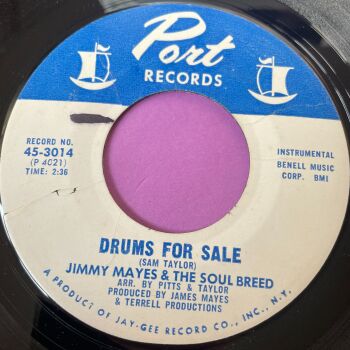 Port
RECORDS
RECORD NO.
45-3014
(P 4021)
TIME: 2:36
INSTRUMENTAL
BENELL MUSIC
CORP. BMI
DRUMS FOR SALE
(SAM TAYLOR)
JIMMY MAYES & THE SOUL BREED
ARR. BY PITTS & TAYLOR
PRODUCED BY JAMES MAYES
& TERRELL PRODUCTIONS
A PRODUCT OF JAY-GEE RECORD CO., INC., N.Y.